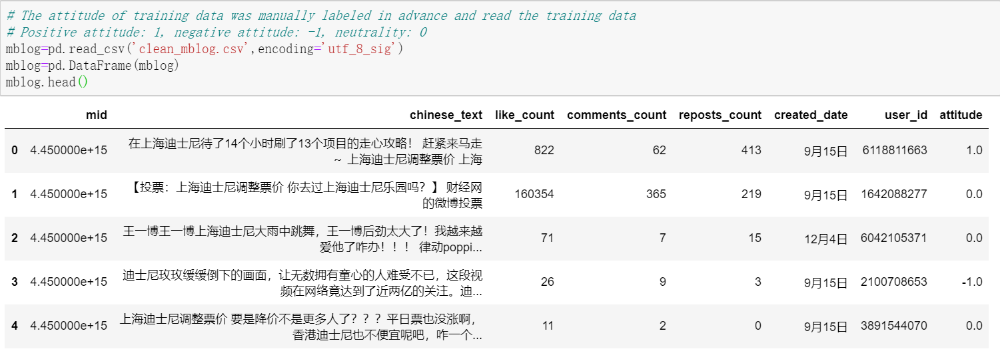 # The attitude of training data was manually labeled in advance and read the training data
# Positive attitude: 1, negative attitude: -1, neutrality: 0
mblog=pd.read_csv('clean_mblog.csv',encoding='utf_8_sig')
mblog=pd.DataFrame(mblog)
mblog.head()
mid chinese_text like_count comments_count reposts_count created_date user_id attitude
0 4.450000e+15 在上海迪士尼待了14个小时刷了13个项目的走心攻略！ 赶紧来马走
~ 上海迪士尼调整票价 上海 822 62 413 9月15日 6118811663 1.0
1 4.450000e+15 【投票：上海迪士尼调整票价 你去过上海迪士尼乐园吗？】 财经网
的微博投票 160354 365 219 9月15日 1642088277 0.0
2 4.450000e+15 王一博王一博上海迪士尼大雨中跳舞，王一博后劲太大了！我越来越
爱他了咋办！！！ 律动poppi... 71 7 15 12月4日 6042105371 0.0
3 4.450000e+15 迪士尼玫玫缓缓倒下的画面，让无数拥有童心的人难受不已，这段视
频在网络竟达到了近两亿的关注。迪... 26 9 3 9月15日 2100708653 -1.0
4 4.450000e+15 上海迪士尼调整票价 要是降价不是更多人了？？？平日票也没涨啊，
香港迪士尼也不便宜呢吧，咋一个... 11 2 0 9月15日 3891544070 0.0